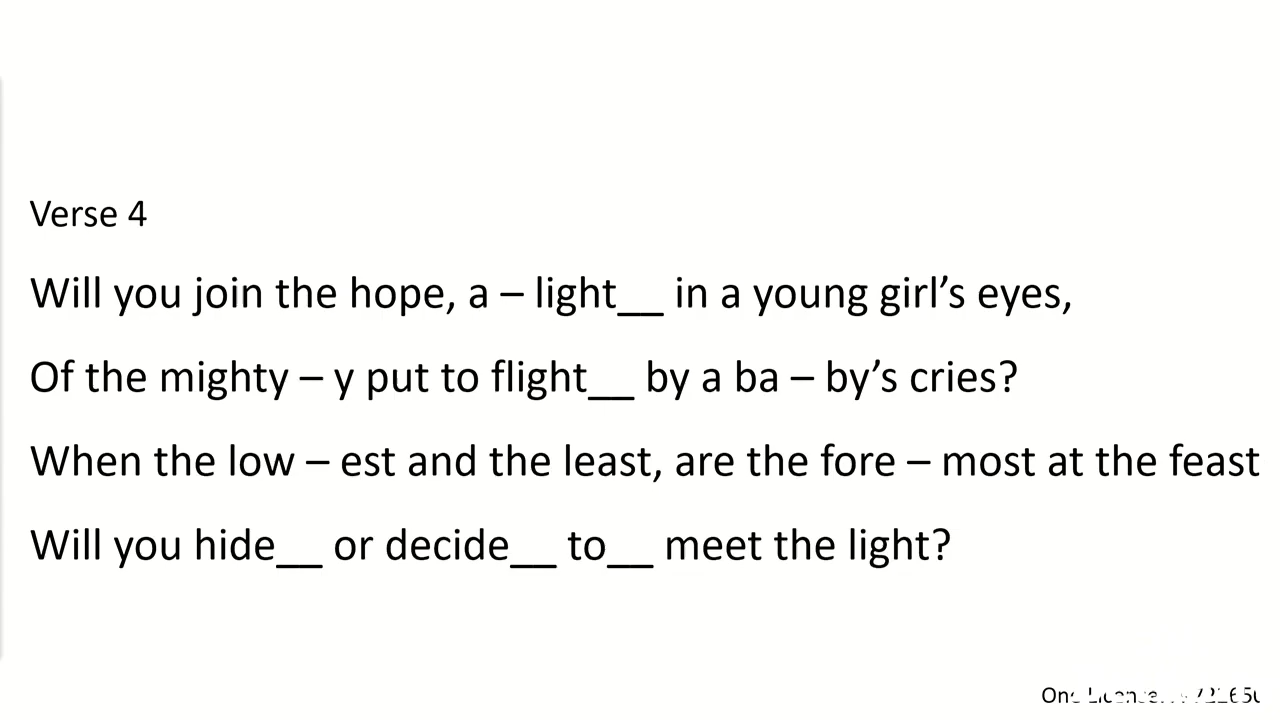 Verse 4
Will you join the hope, a – light__ in a young girl’s eyes,
Of the mighty – y put to flight__ by a ba – by’s cries?
When the low – est and the least, are the fore – most at the feast
Will you hide__ or decide__ to__ meet the light?
One